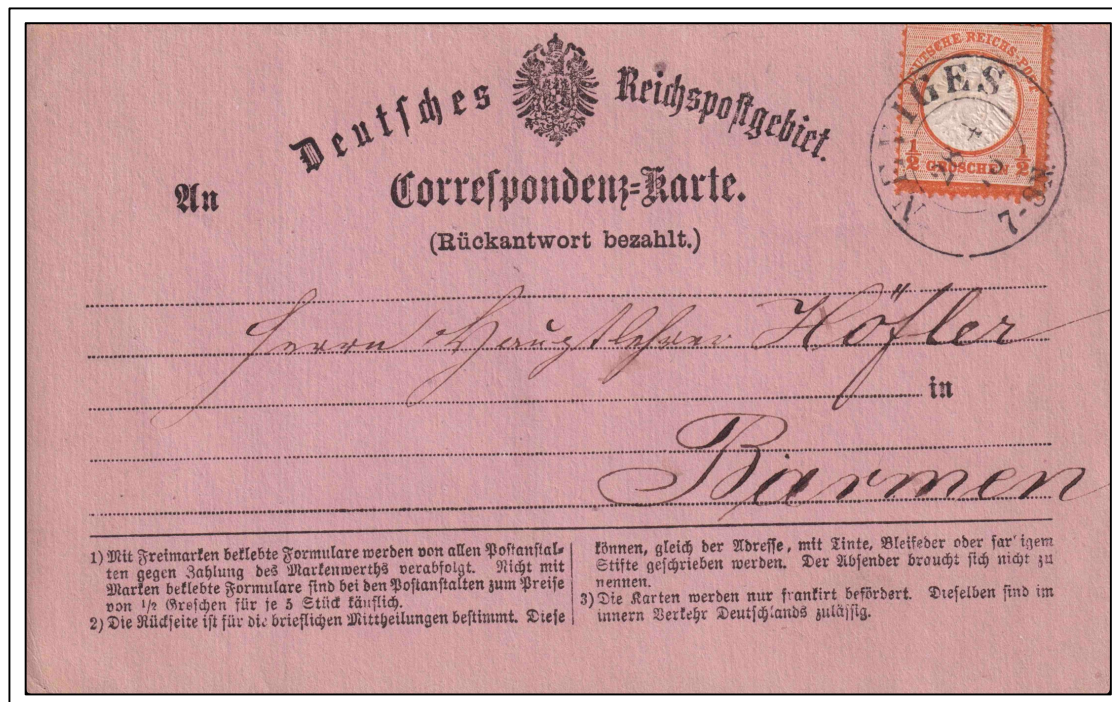 Deutsches Reichspostgebiet.
DEUTSCHE REICHS-POST
1/2 GROSCHEN 1/2
NEVIGES
28 4
7-8N.
An
Correspondenz-Karte.
(Rückantwort bezahlt.)
Herrn Hauptlehrer Höfler
in
Barmen
1) Mit Freimarken beklebte Formulare werden von allen Postanstal-
ten gegen Zahlung des Markenwerths verabfolgt. Nicht mit
Marken beklebte Formulare sind bei den Postanstalten zum Preise
von 1/2 Groschen für je 5 Stück käuflich.
2) Die Rückseite ist für die brieflichen Mittheilungen bestimmt. Diese
können, gleich der Adresse, mit Tinte, Bleifeder oder far'igem
Stifte geschrieben werden. Der Absender braucht sich nicht zu
nennen.
3) Die Karten werden nur frankirt befördert. Dieselben sind im
innern Verkehr Deutschlands zulässig.